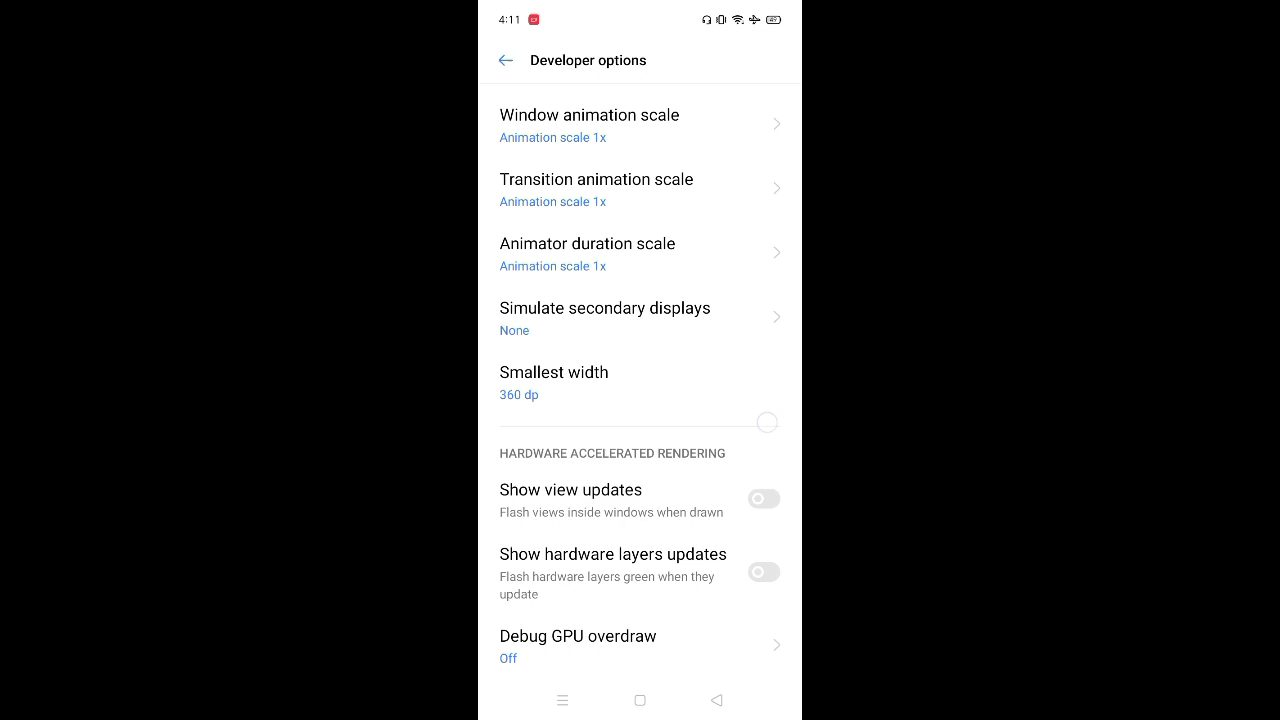 4:11
Developer options
Window animation scale
Animation scale 1x
Transition animation scale
Animation scale 1x
Animator duration scale
Animation scale 1x
Simulate secondary displays
None
Smallest width
360 dp
HARDWARE ACCELERATED RENDERING
Show view updates
Flash views inside windows when drawn
Show hardware layers updates
Flash hardware layers green when they
update
Debug GPU overdraw
Off